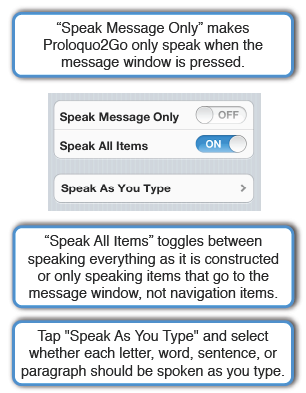 “Speak Message Only” makes
Proloquo2Go only speak when the
message window is pressed.
Speak Message Only OFF
Speak All Items ON
Speak As You Type >
“Speak All Items” toggles between
speaking everything as it is constructed
or only speaking items that go to the
message window, not navigation items.
Tap "Speak As You Type" and select
whether each letter, word, sentence, or
paragraph should be spoken as you type.